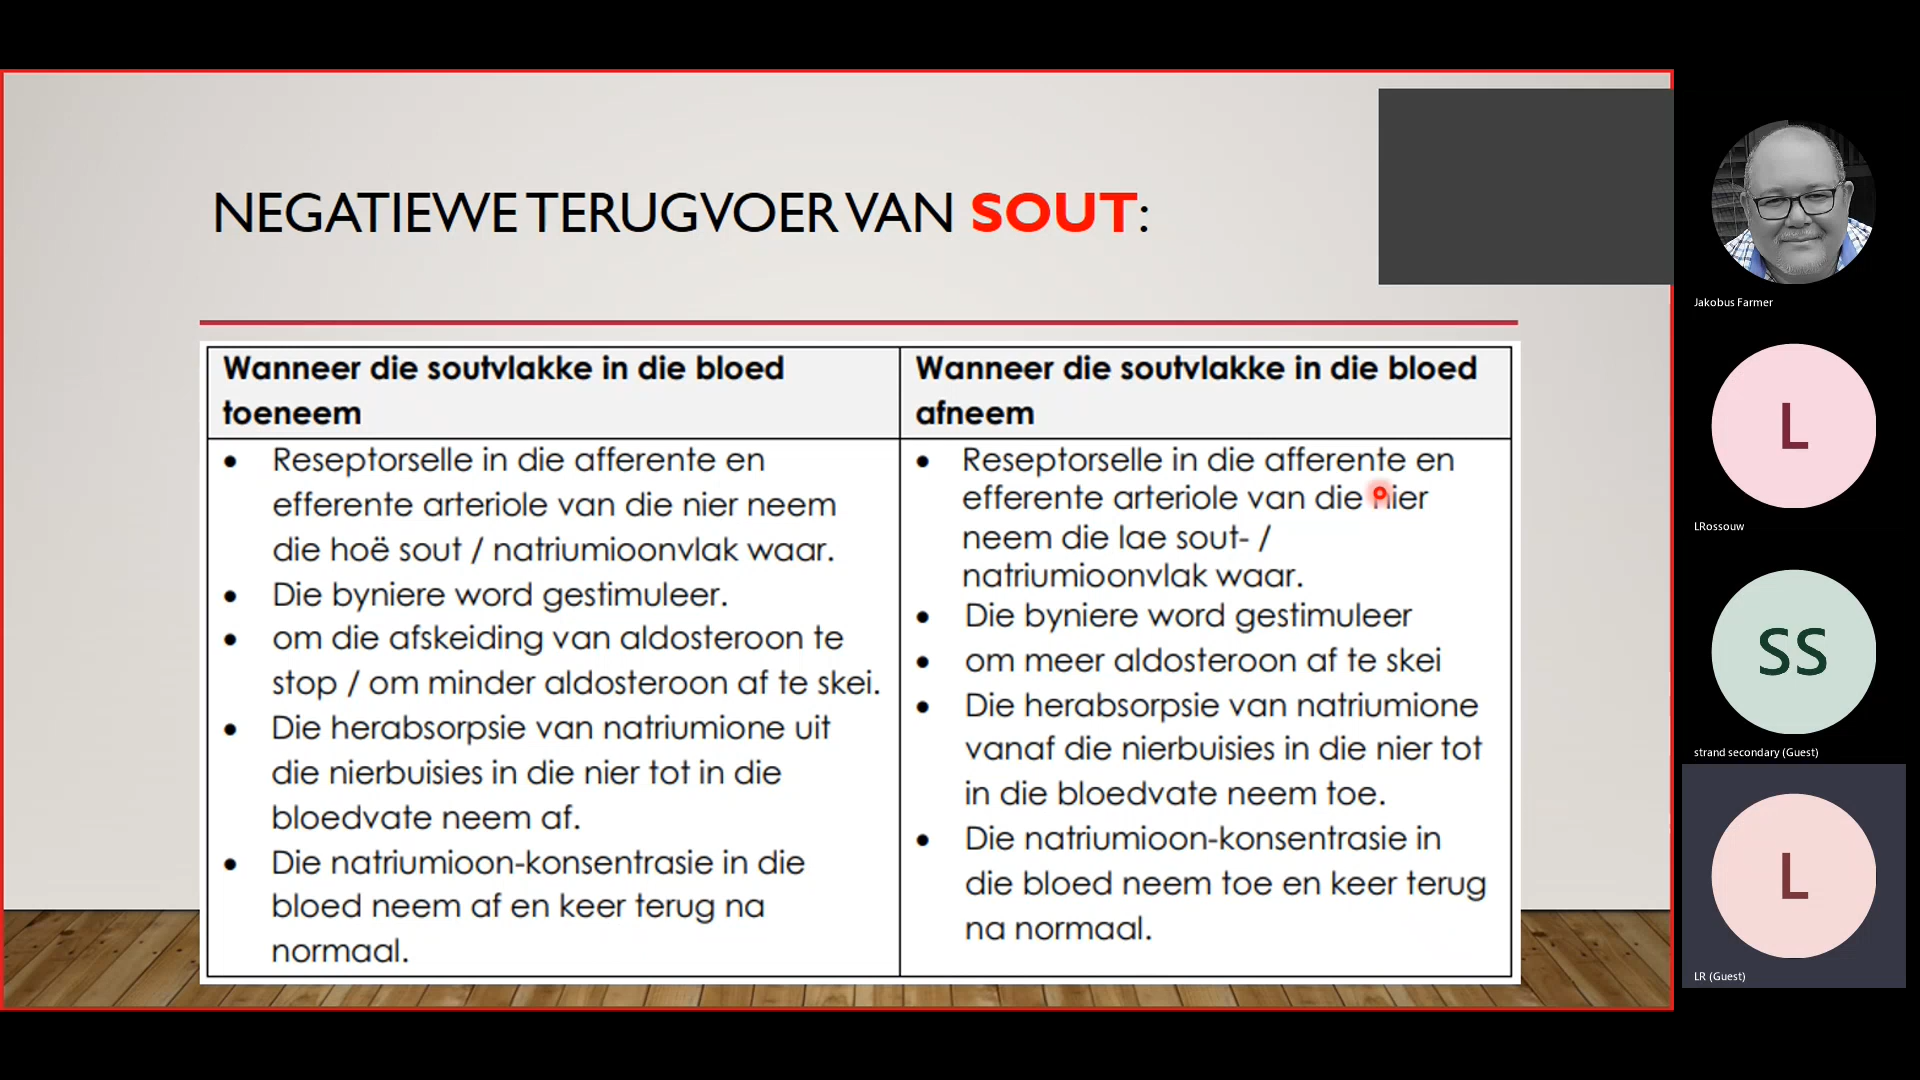 NEGATIEWE TERUGVOER VAN SOUT:
Wanneer die soutvlakke in die bloed
toeneem
• Reseptorselle in die afferente en
efferente arteriole van die nier neem
die hoë sout / natriumioonvlak waar.
• Die byniere word gestimuleer.
• om die afskeiding van aldosteroon te
stop / om minder aldosteroon af te skei.
• Die herabsorpsie van natriumione uit
die nierbuisies in die nier tot in die
bloedvate neem af.
• Die natriumioon-konsentrasie in die
bloed neem af en keer terug na
normaal.
Wanneer die soutvlakke in die bloed
afneem
• Reseptorselle in die afferente en
efferente arteriole van die nier
neem die lae sout- /
natriumioonvlak waar.
• Die byniere word gestimuleer
• om meer aldosteroon af te skei
• Die herabsorpsie van natriumione
vanaf die nierbuisies in die nier tot
in die bloedvate neem toe.
• Die natriumioon-konsentrasie in
die bloed neem toe en keer terug
na normaal.
Jakobus Farmer
L
LRossouw
SS
strand secondary (Guest)
L
LR (Guest)